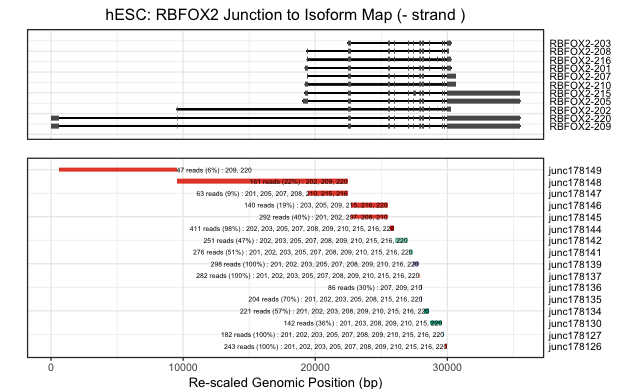 hESC: RBFOX2 Junction to Isoform Map (- strand )
RBFOX2-203
RBFOX2-208
RBFOX2-216
RBFOX2-201
RBFOX2-207
RBFOX2-210
RBFOX2-215
RBFOX2-205
RBFOX2-202
RBFOX2-220
RBFOX2-209
47 reads (6%) : 209, 220 junc178149
161 reads (22%) : 202, 209, 220 junc178148
63 reads (9%) : 201, 205, 207, 208, 210, 215, 216 junc178147
140 reads (19%) : 203, 205, 209, 215, 216, 220 junc178146
292 reads (40%) : 201, 202, 207, 208, 210 junc178145
411 reads (98%) : 202, 203, 205, 207, 208, 209, 210, 215, 216, 220 junc178144
251 reads (47%) : 202, 203, 205, 207, 208, 209, 210, 215, 216, 220 junc178142
276 reads (51%) : 201, 202, 203, 205, 207, 208, 209, 210, 215, 216, 220 junc178141
298 reads (100%) : 201, 202, 203, 205, 207, 208, 209, 210, 215, 216, 220 junc178139
282 reads (100%) : 201, 202, 203, 205, 207, 208, 209, 210, 215, 216, 220 junc178137
86 reads (30%) : 207, 209, 210 junc178136
204 reads (70%) : 201, 202, 203, 205, 208, 215, 216, 220 junc178135
221 reads (57%) : 201, 203, 208, 209, 210, 215, 216, 220 junc178134
142 reads (36%) : 201, 203, 208, 209, 210, 215, 220 junc178130
182 reads (100%) : 201, 202, 203, 205, 207, 208, 209, 210, 215, 216, 220 junc178127
243 reads (100%) : 201, 202, 203, 205, 207, 208, 209, 210, 215, 216, 220 junc178126
0 10000 20000 30000
Re-scaled Genomic Position (bp)